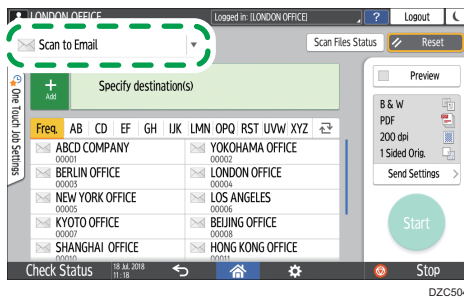 LONDON OFFICE
Logged in: [LONDON OFFICE]
?
Logout
Scan to Email
Scan Files Status
Reset
One Touch Job Settings
Add
Specify destination(s)
Preview
B & W
PDF
200 dpi
1 Sided Orig.
Send Settings
Freq. AB CD EF GH IJK LMN OPQ RST UVW XYZ
ABCD COMPANY
00001
YOKOHAMA OFFICE
00002
BERLIN OFFICE
00003
LONDON OFFICE
00004
NEW YORK OFFICE
00005
LOS ANGELES
00006
KYOTO OFFICE
00007
BEIJING OFFICE
00008
SHANGHAI OFFICE
00010
HONG KONG OFFICE
00011
Start
Check Status
18 Jul. 2018
11 : 18
Stop
DZC504